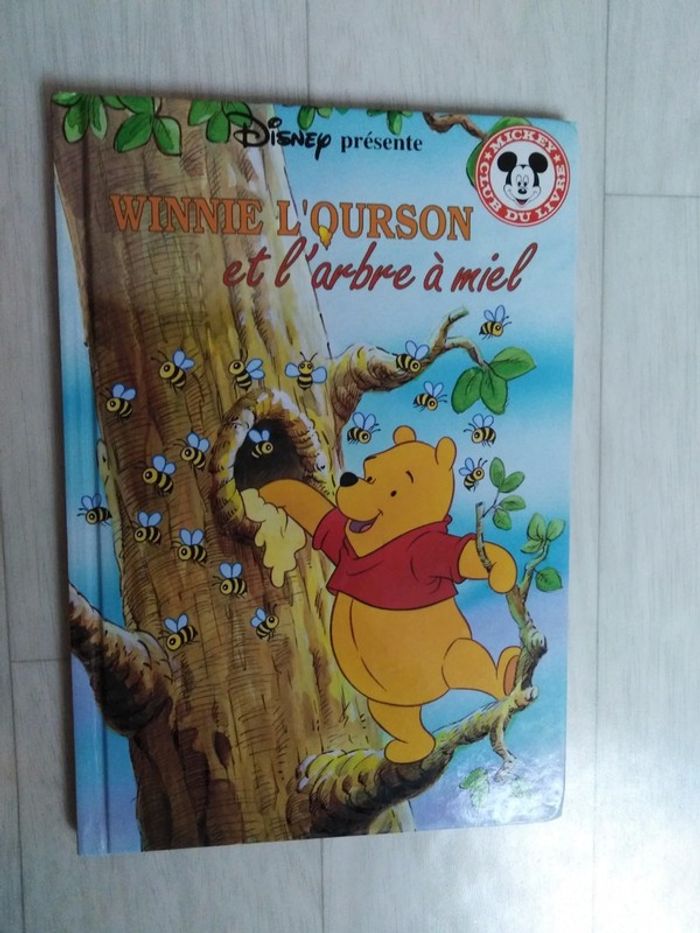 Disney présente
MICKEY
CLUB DU LIVRE
WINNIE L'OURSON
et l'arbre à miel